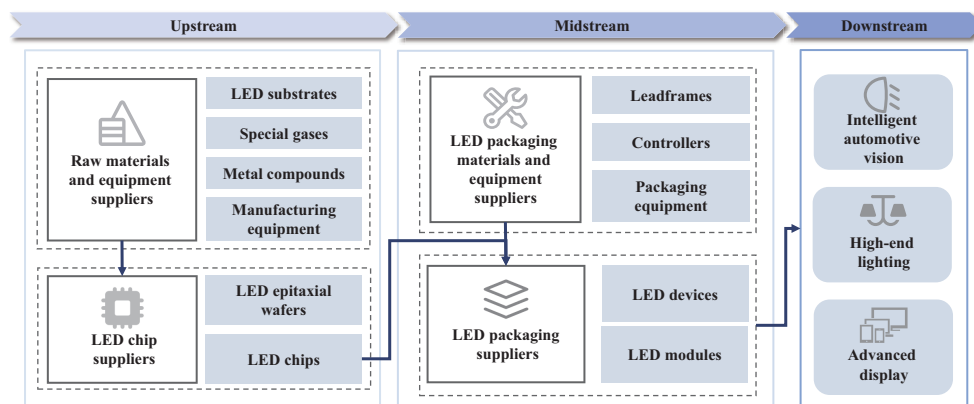 Upstream
Midstream
Downstream
Raw materials
and equipment
suppliers
LED substrates
Special gases
Metal compounds
Manufacturing
equipment
LED chip
suppliers
LED epitaxial
wafers
LED chips
LED packaging
materials and
equipment
suppliers
Leadframes
Controllers
Packaging
equipment
LED packaging
suppliers
LED devices
LED modules
Intelligent
automotive
vision
High-end
lighting
Advanced
display